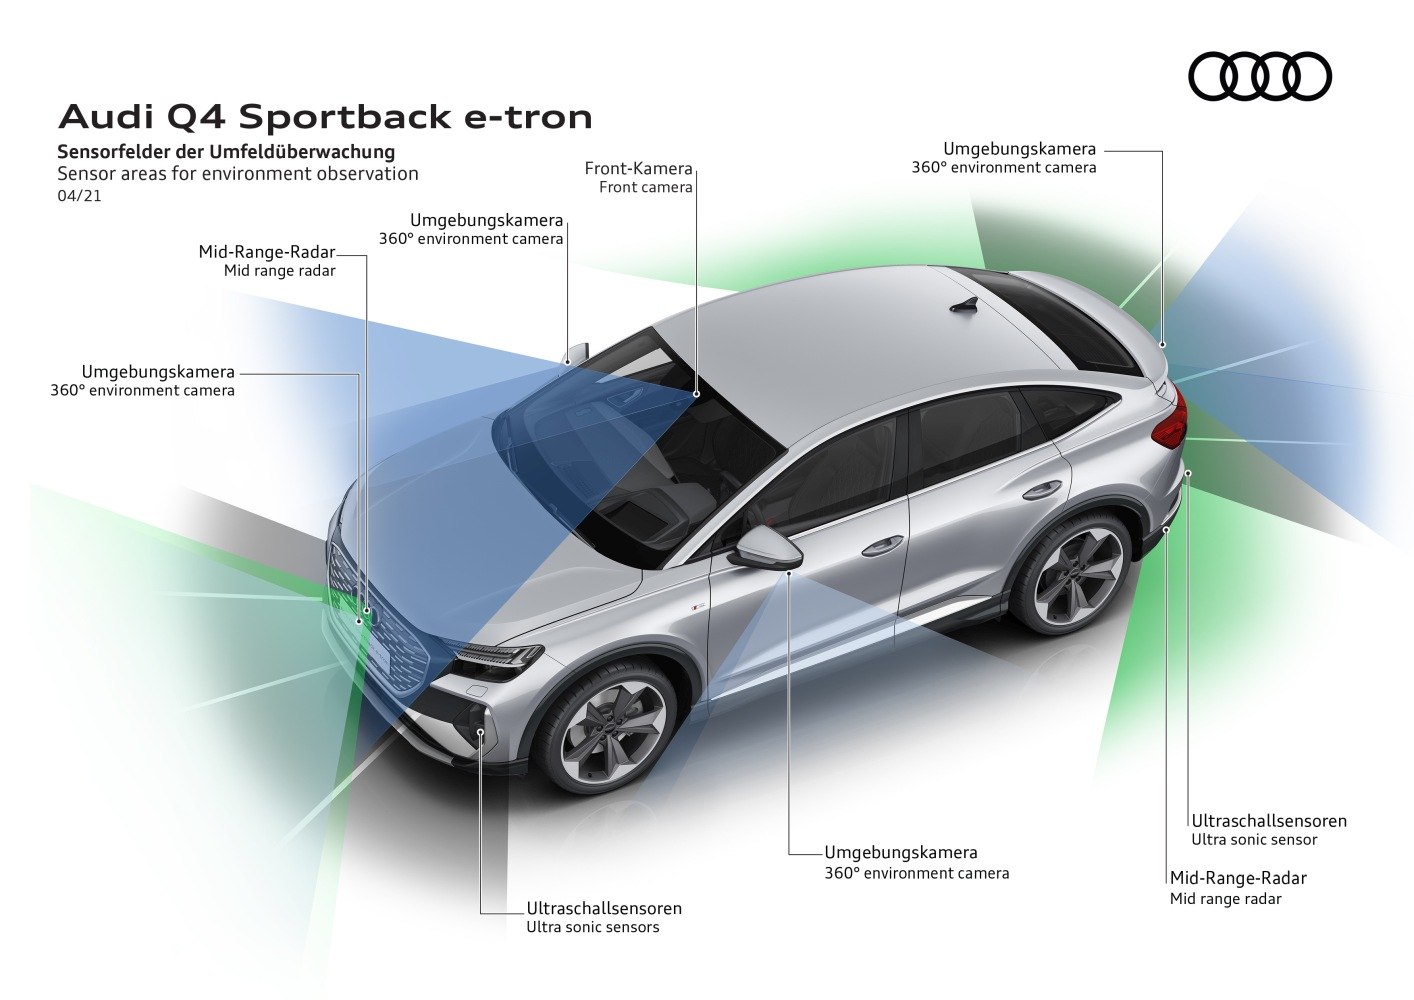 Audi Q4 Sportback e-tron
Sensorfelder der Umfeldüberwachung
Sensor areas for environment observation
04/21
Front-Kamera
Front camera
Umgebungskamera
360° environment camera
Umgebungskamera
360° environment camera
Mid-Range-Radar
Mid range radar
Umgebungskamera
360° environment camera
Umgebungskamera
360° environment camera
Ultraschallsensoren
Ultra sonic sensors
Ultraschallsensoren
Ultra sonic sensor
Mid-Range-Radar
Mid range radar